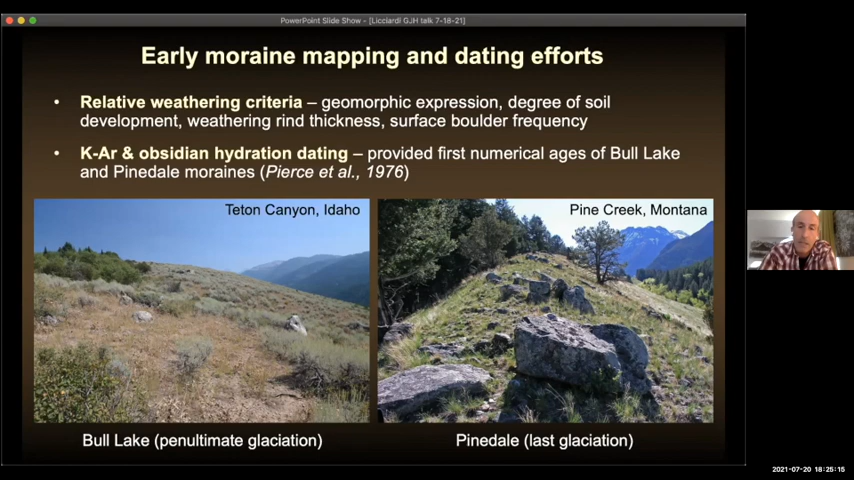 PowerPoint Slide Show - [Licciardi GJH talk 7-18-21]
Early moraine mapping and dating efforts
• Relative weathering criteria – geomorphic expression, degree of soil
development, weathering rind thickness, surface boulder frequency
• K-Ar & obsidian hydration dating – provided first numerical ages of Bull Lake
and Pinedale moraines (Pierce et al., 1976)
Teton Canyon, Idaho
Pine Creek, Montana
Bull Lake (penultimate glaciation)
Pinedale (last glaciation)
2021-07-20 18:25:15